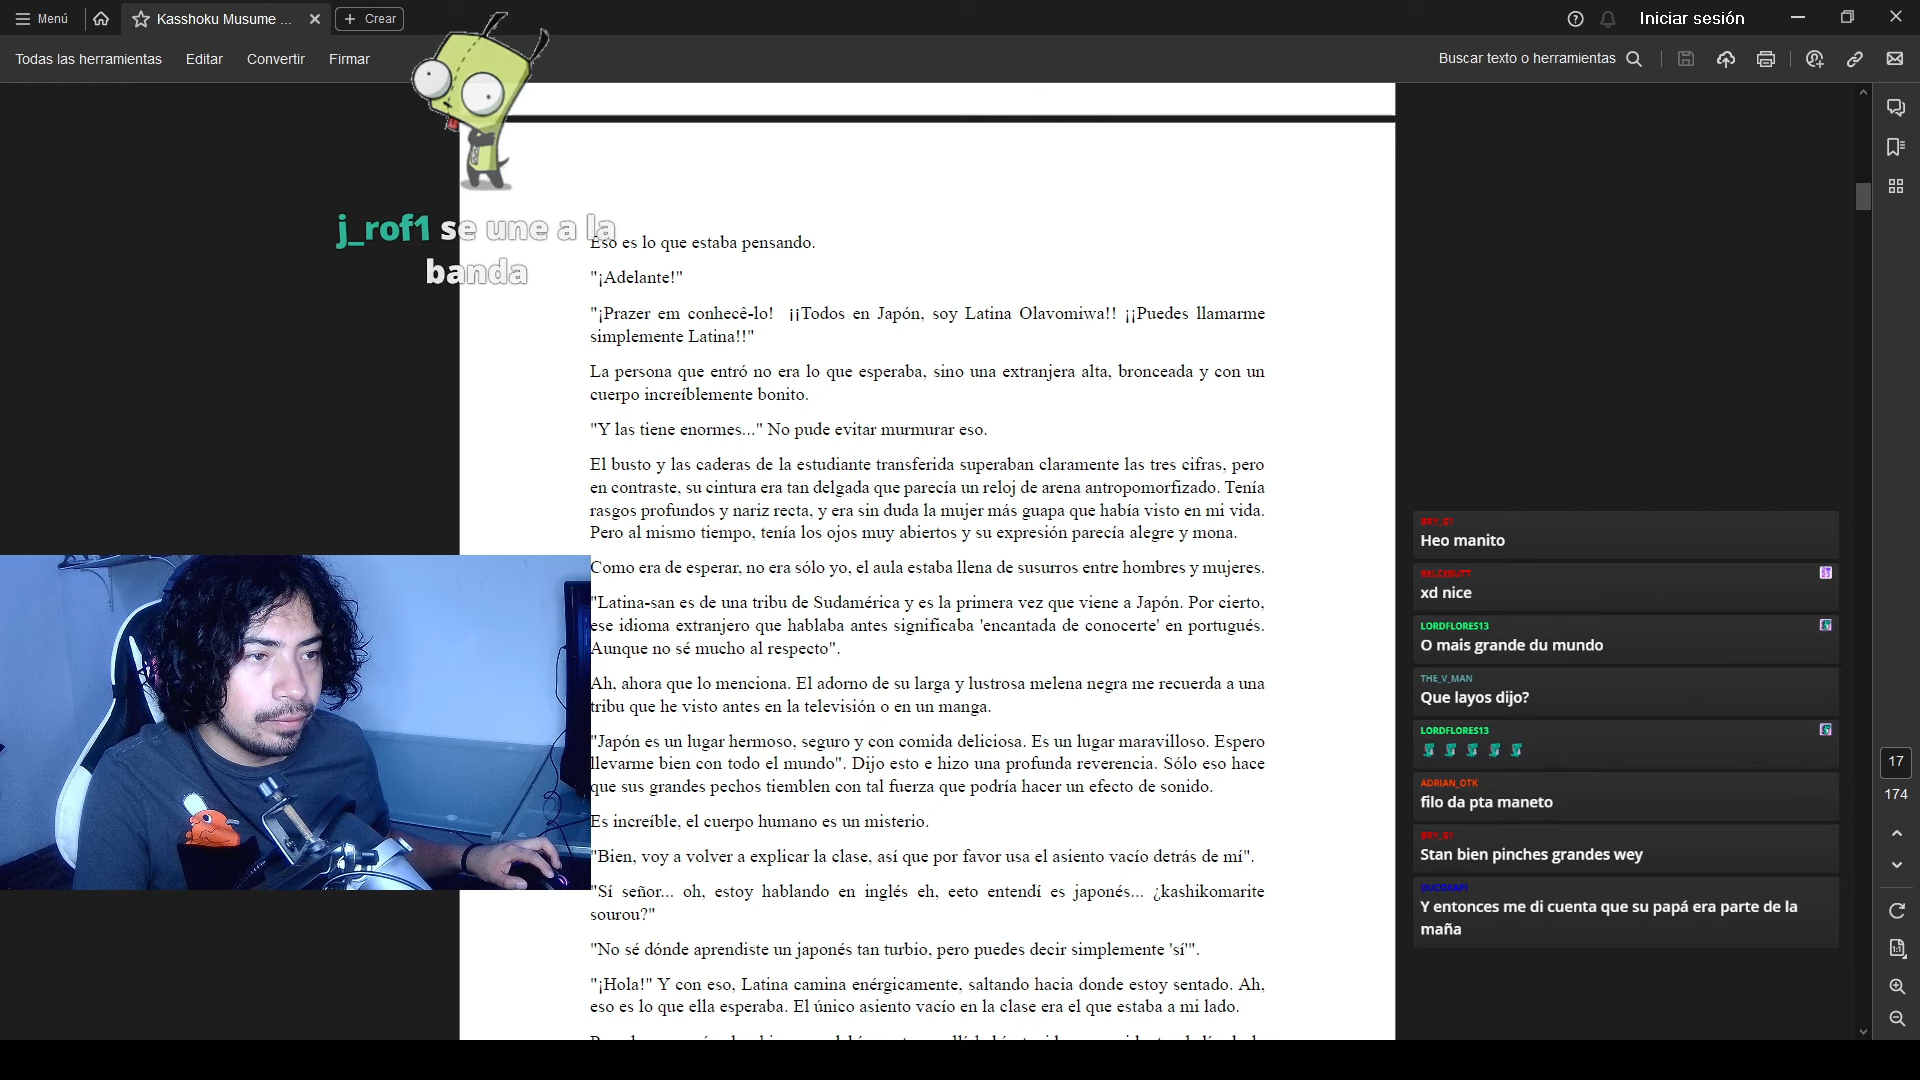 Menú
Kasshoku Musume ...
Crear
Iniciar sesión
Todas las herramientas
Editar
Convertir
Firmar
Buscar texto o herramientas
j_rof1 se une a la
banda
Eso es lo que estaba pensando.
"¡Adelante!"
"¡Prazer em conhecê-lo! ¡¡Todos en Japón, soy Latina Olavomiwa!! ¡¡Puedes llamarme
simplemente Latina!!"
La persona que entró no era lo que esperaba, sino una extranjera alta, bronceada y con un
cuerpo increíblemente bonito.
"Y las tiene enormes..." No pude evitar murmurar eso.
El busto y las caderas de la estudiante transferida superaban claramente las tres cifras, pero
en contraste, su cintura era tan delgada que parecía un reloj de arena antropomorfizado. Tenía
rasgos profundos y nariz recta, y era sin duda la mujer más guapa que había visto en mi vida.
Pero al mismo tiempo, tenía los ojos muy abiertos y su expresión parecía alegre y mona.
Como era de esperar, no era sólo yo, el aula estaba llena de susurros entre hombres y mujeres.
"Latina-san es de una tribu de Sudamérica y es la primera vez que viene a Japón. Por cierto,
ese idioma extranjero que hablaba antes significaba 'encantada de conocerte' en portugués.
Aunque no sé mucho al respecto".
Ah, ahora que lo menciona. El adorno de su larga y lustrosa melena negra me recuerda a una
tribu que he visto antes en la televisión o en un manga.
"Japón es un lugar hermoso, seguro y con comida deliciosa. Es un lugar maravilloso. Espero
llevarme bien con todo el mundo". Dijo esto e hizo una profunda reverencia. Sólo eso hace
que sus grandes pechos tiemblen con tal fuerza que podría hacer un efecto de sonido.
Es increíble, el cuerpo humano es un misterio.
"Bien, voy a volver a explicar la clase, así que por favor usa el asiento vacío detrás de mí".
"Sí señor... oh, estoy hablando en inglés eh, eeto entendí es japonés... ¿kashikomarite
sourou?"
"No sé dónde aprendiste un japonés tan turbio, pero puedes decir simplemente 'sí'".
"¡Hola!" Y con eso, Latina camina enérgicamente, saltando hacia donde estoy sentado. Ah,
eso es lo que ella esperaba. El único asiento vacío en la clase era el que estaba a mi lado.
Heo manito
xd nice
LORDFLORES13
O mais grande du mundo
THE_V_MAN
Que layos dijo?
LORDFLORES13
ADRIAN_OTK
filo da pta maneto
Stan bien pinches grandes wey
Y entonces me di cuenta que su papá era parte de la
maña
17
174